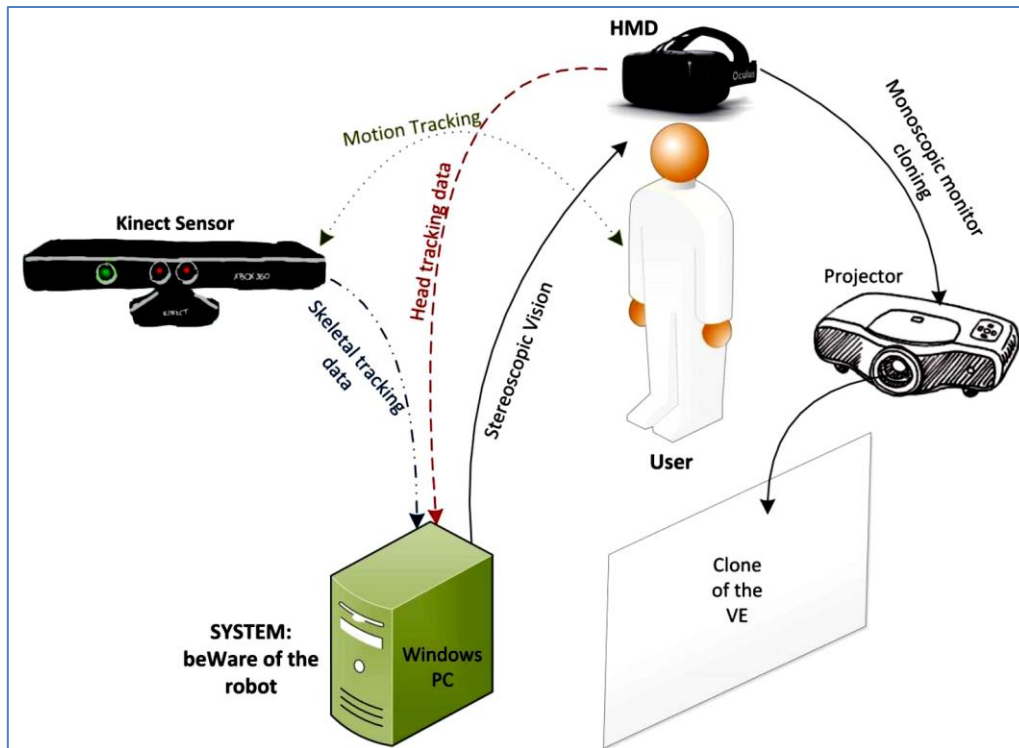 HMD
Oculus
Motion Tracking
Head tracking data
Monoscopic monitor
cloning
Kinect Sensor
XBOX 360
KINECT
Skeletal tracking
data
Stereoscopic Vision
Projector
User
Clone
of the
VE
SYSTEM:
beWare of the
robot
Windows
PC